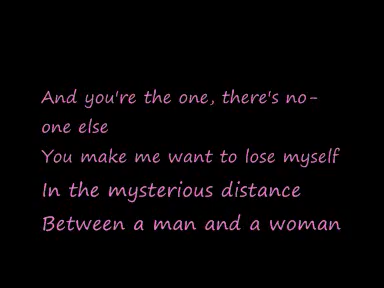 And you're the one, there's no-
one else
You make me want to lose myself
In the mysterious distance
Between a man and a woman